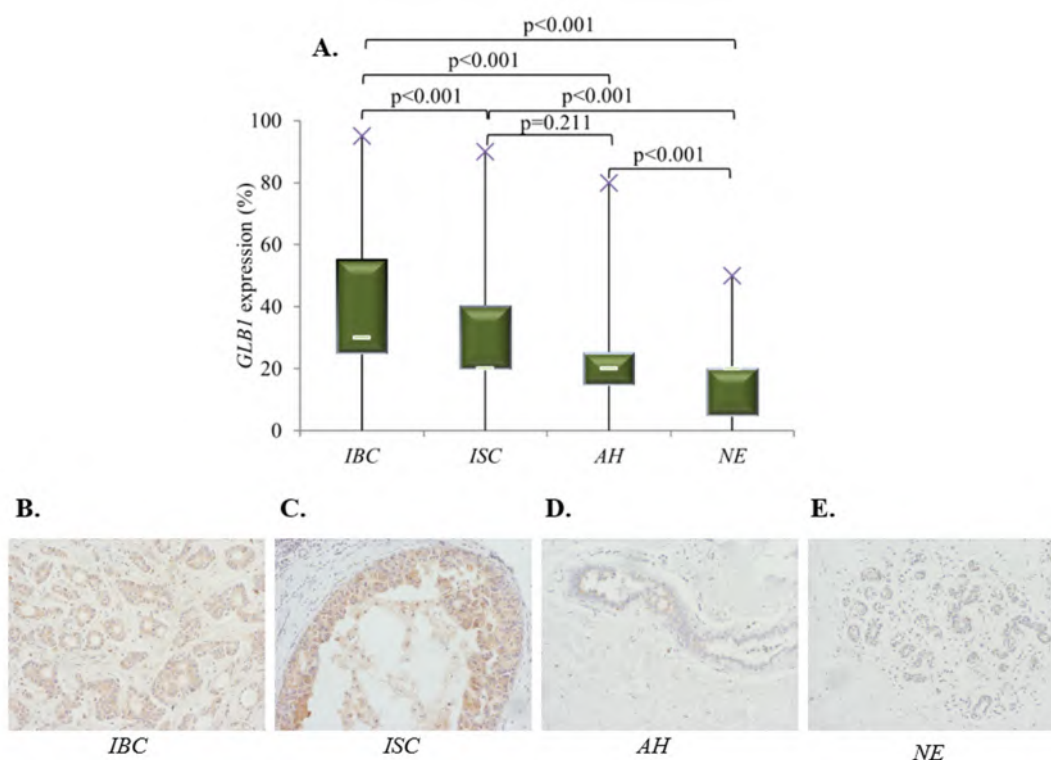 A.
p<0.001
p<0.001
p<0.001
p<0.001
p=0.211
p<0.001
GLB1 expression (%)
100
80
60
40
20
0
IBC
ISC
AH
NE
B.
C.
D.
E.
IBC
ISC
AH
NE